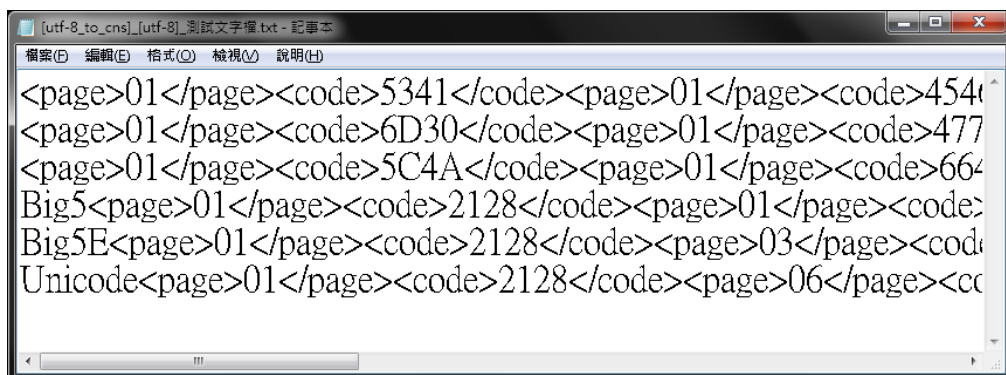 [utf-8_to_cns]_[utf-8]_測試文字檔.txt - 記事本
檔案(F) 編輯(E) 格式(O) 檢視(V) 說明(H)
<page>01</page><code>5341</code><page>01</page><code>454
<page>01</page><code>6D30</code><page>01</page><code>477
<page>01</page><code>5C4A</code><page>01</page><code>664
Big5<page>01</page><code>2128</code><page>01</page><code>
Big5E<page>01</page><code>2128</code><page>03</page><cod
Unicode<page>01</page><code>2128</code><page>06</page><co